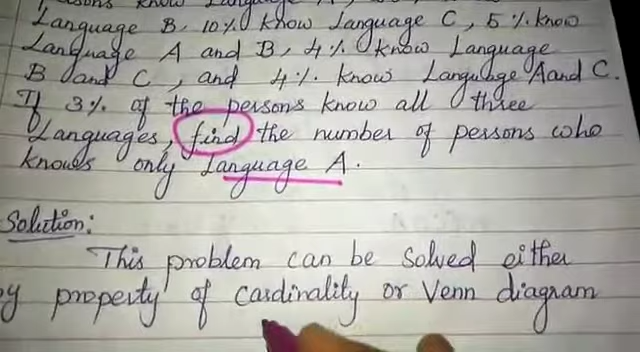 know Language A,
Language B, 10% know Language C, 5% know
Language A and B, 4% know Language
B and C, and 4% know Language A and C.
If 3% of the persons know all three
Languages, find the number of persons who
knows only Language A.
Solution:
This problem can be solved either
by property of cardinality or Venn diagram